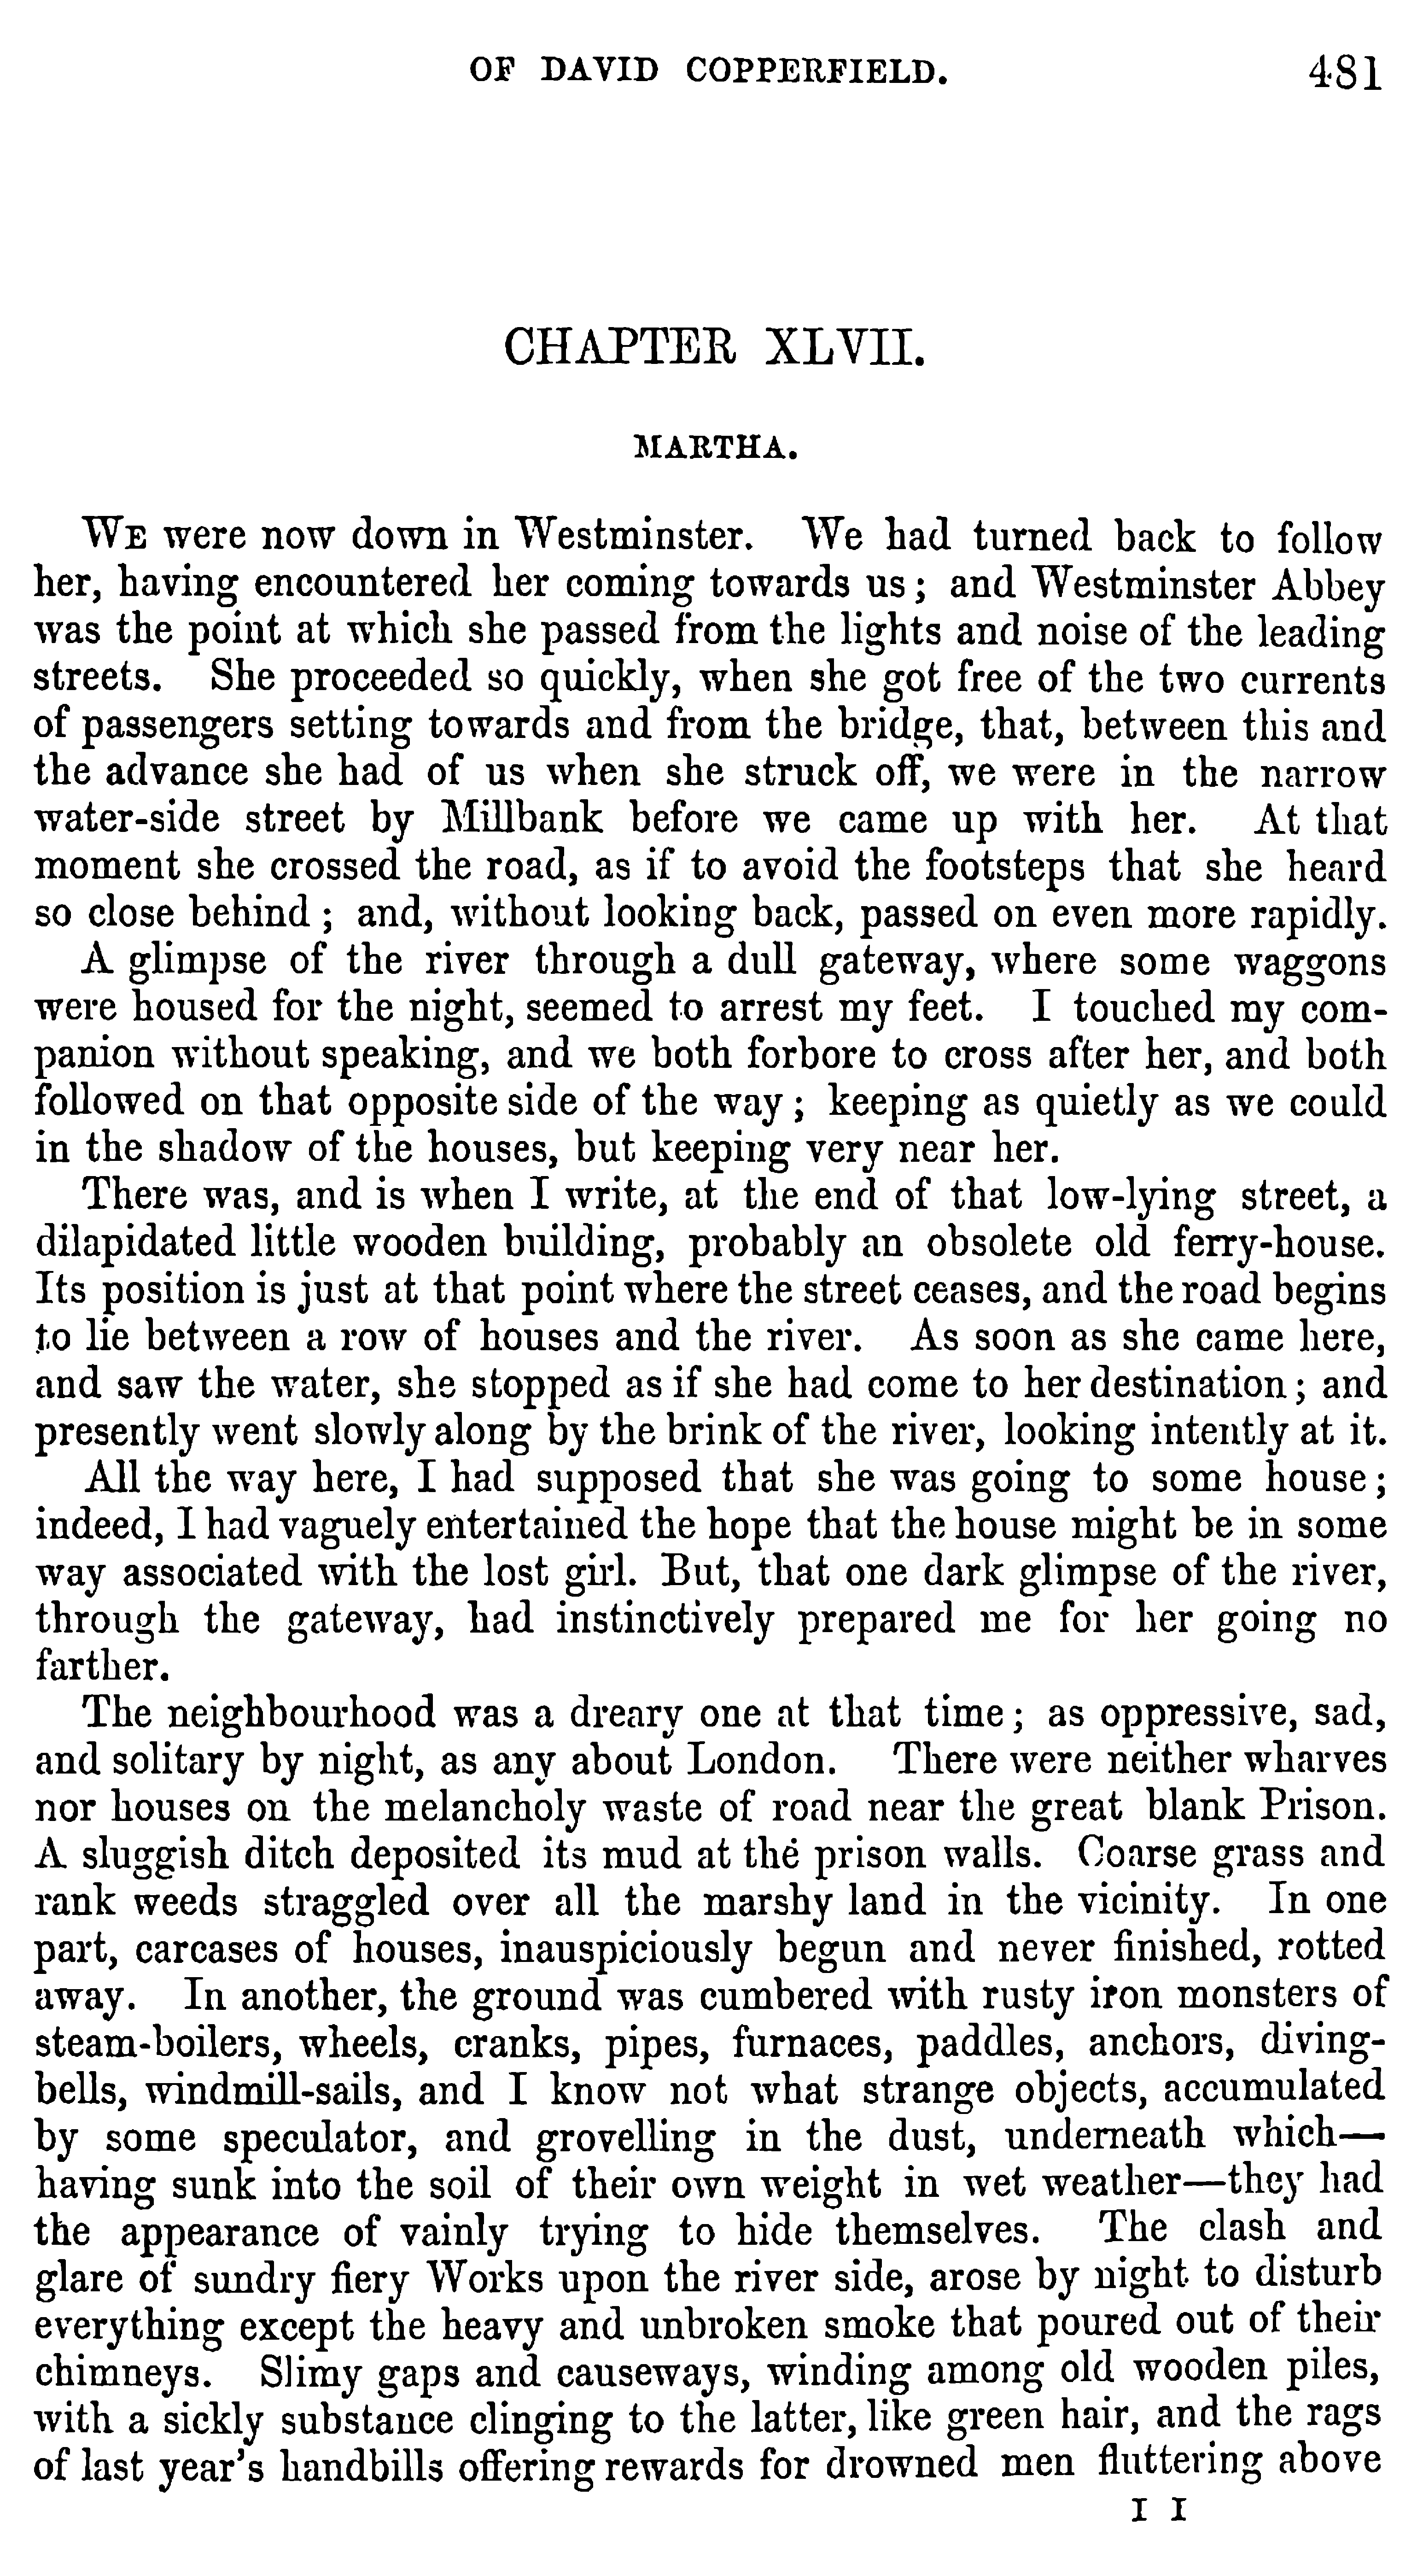 OF DAVID COPPERFIELD. 481
CHAPTER XLVII.
MARTHA.
WE were now down in Westminster. We had turned back to follow
her, having encountered her coming towards us; and Westminster Abbey
was the point at which she passed from the lights and noise of the leading
streets. She proceeded so quickly, when she got free of the two currents
of passengers setting towards and from the bridge, that, between this and
the advance she had of us when she struck off, we were in the narrow
water-side street by Millbank before we came up with her. At that
moment she crossed the road, as if to avoid the footsteps that she heard
so close behind; and, without looking back, passed on even more rapidly.
A glimpse of the river through a dull gateway, where some waggons
were housed for the night, seemed to arrest my feet. I touched my com-
panion without speaking, and we both forbore to cross after her, and both
followed on that opposite side of the way; keeping as quietly as we could
in the shadow of the houses, but keeping very near her.
There was, and is when I write, at the end of that low-lying street, a
dilapidated little wooden building, probably an obsolete old ferry-house.
Its position is just at that point where the street ceases, and the road begins
to lie between a row of houses and the river. As soon as she came here,
and saw the water, she stopped as if she had come to her destination; and
presently went slowly along by the brink of the river, looking intently at it.
All the way here, I had supposed that she was going to some house;
indeed, I had vaguely entertained the hope that the house might be in some
way associated with the lost girl. But, that one dark glimpse of the river,
through the gateway, had instinctively prepared me for her going no
farther.
The neighbourhood was a dreary one at that time; as oppressive, sad,
and solitary by night, as any about London. There were neither wharves
nor houses on the melancholy waste of road near the great blank Prison.
A sluggish ditch deposited its mud at the prison walls. Coarse grass and
rank weeds straggled over all the marshy land in the vicinity. In one
part, carcases of houses, inauspiciously begun and never finished, rotted
away. In another, the ground was cumbered with rusty iron monsters of
steam-boilers, wheels, cranks, pipes, furnaces, paddles, anchors, diving-
bells, windmill-sails, and I know not what strange objects, accumulated
by some speculator, and grovelling in the dust, underneath which—
having sunk into the soil of their own weight in wet weather—they had
the appearance of vainly trying to hide themselves. The clash and
glare of sundry fiery Works upon the river side, arose by night to disturb
everything except the heavy and unbroken smoke that poured out of their
chimneys. Slimy gaps and causeways, winding among old wooden piles,
with a sickly substance clinging to the latter, like green hair, and the rags
of last year's handbills offering rewards for drowned men fluttering above
I I